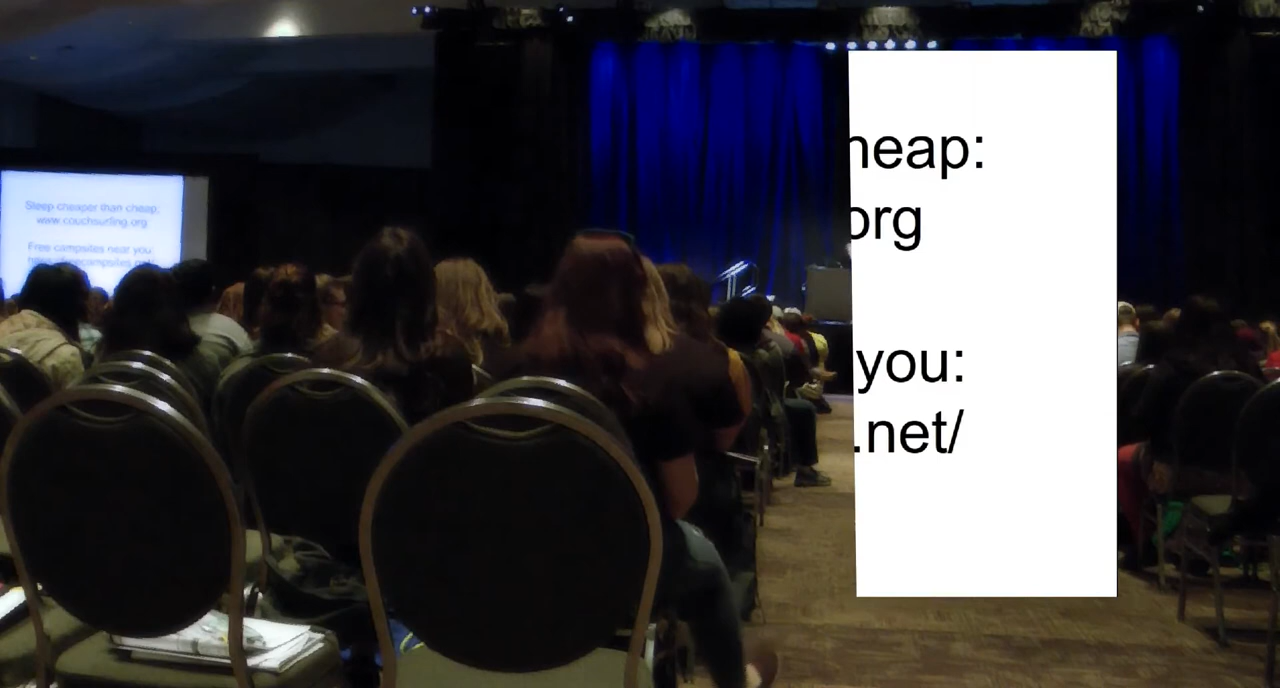 Sleep cheaper than cheap:
www.couchsurfing.org
Free campsites near you
heap:
org
you:
.net/